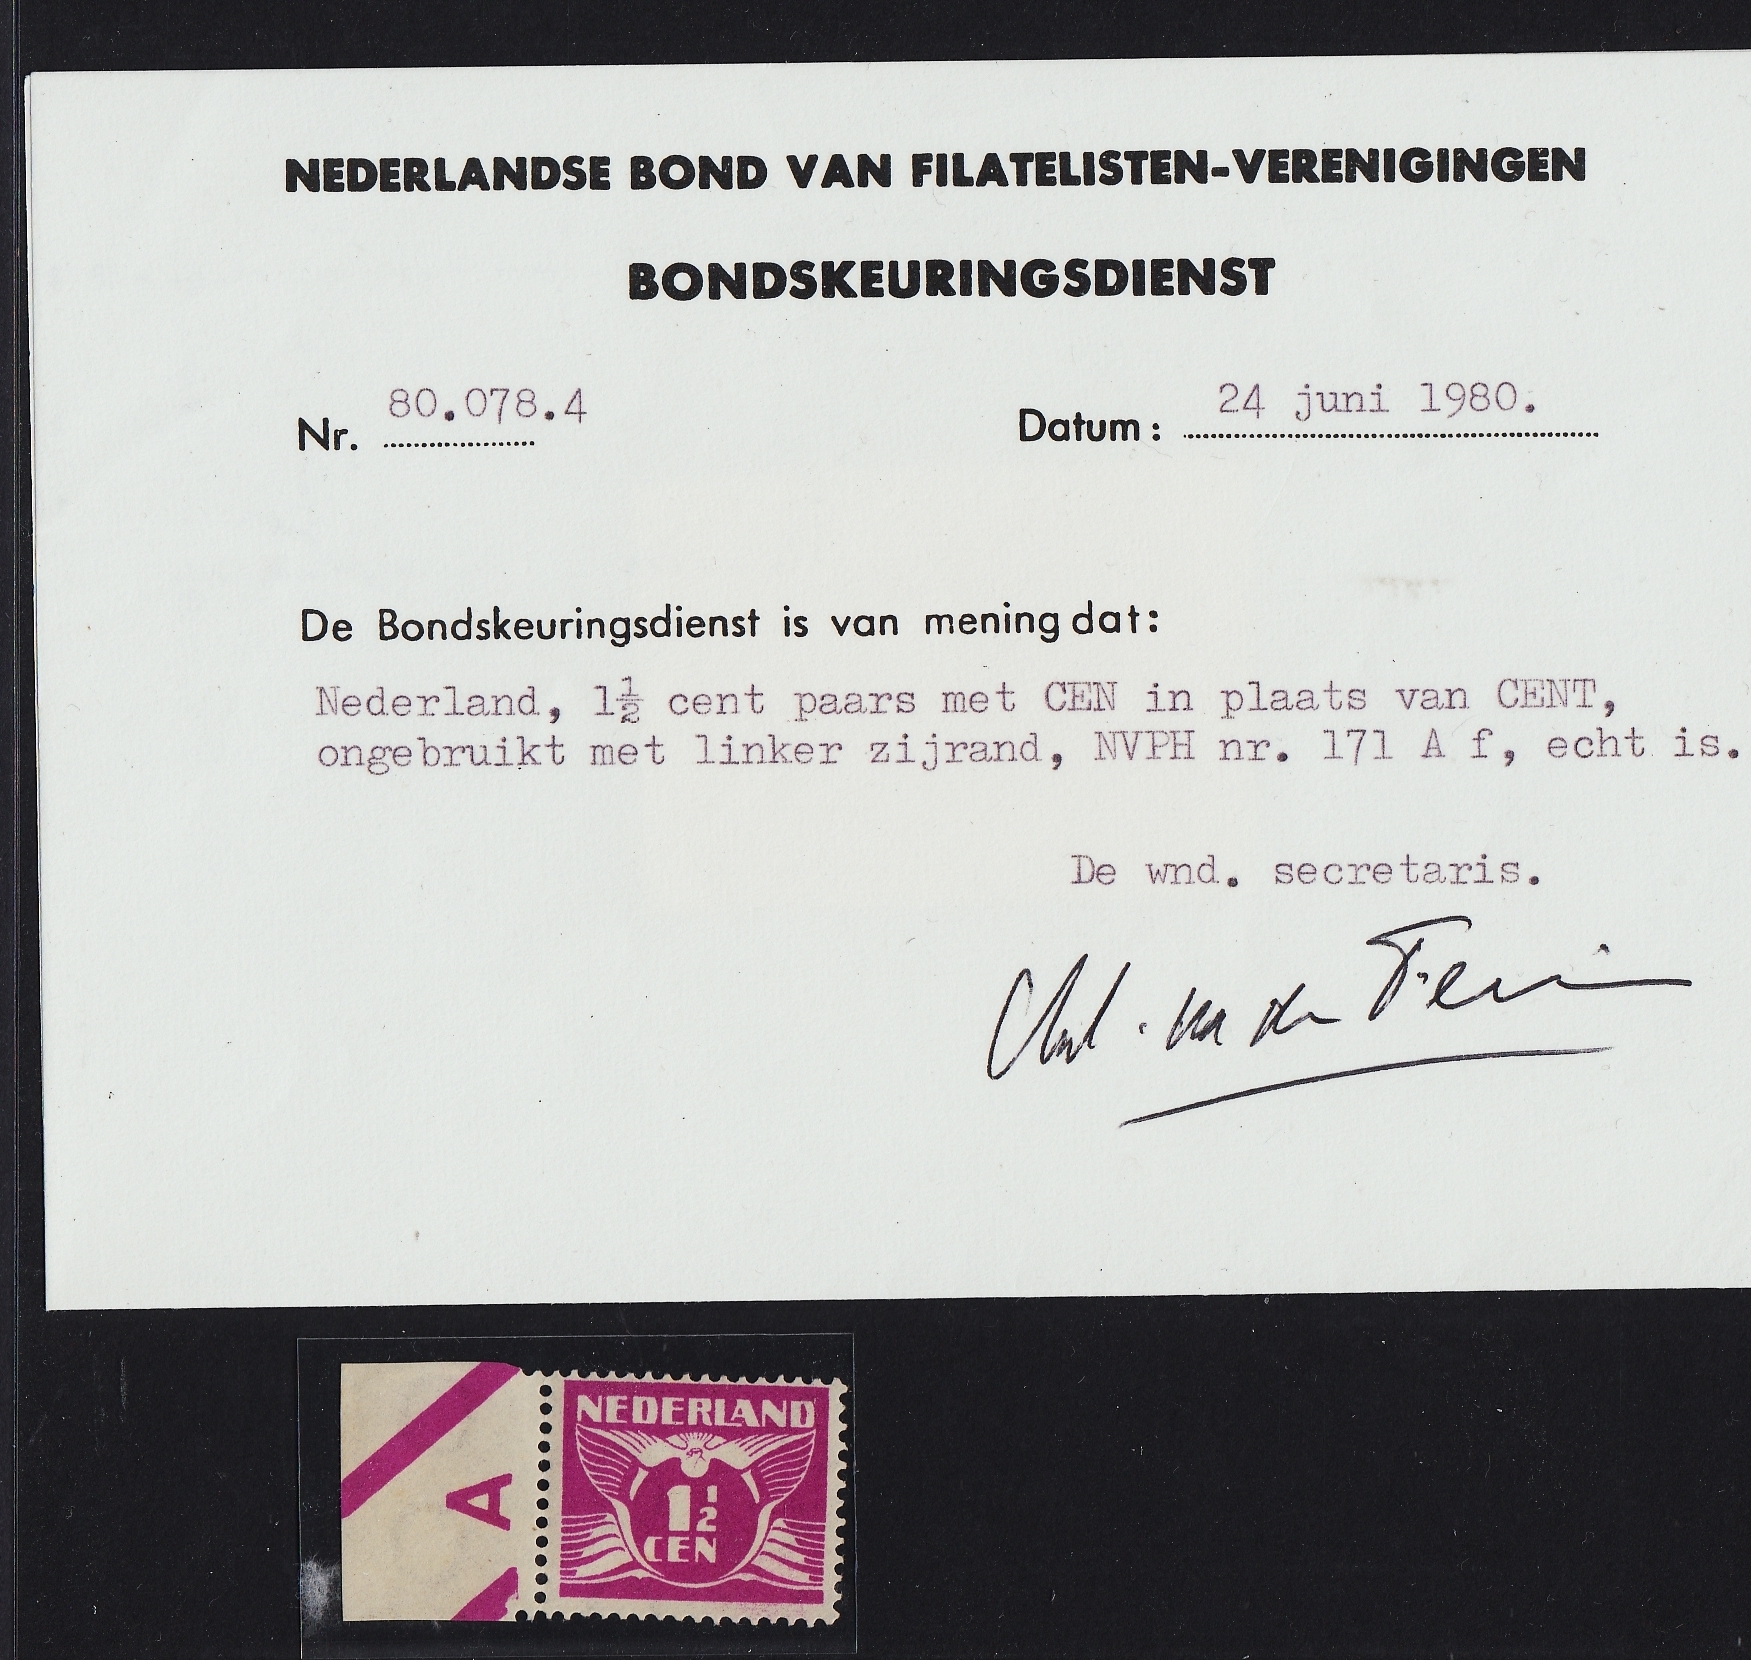 NEDERLANDSE BOND VAN FILATELISTEN-VERENIGINGEN
BONDSKEURINGSDIENST
Nr. 80.078.4
Datum: 24 juni 1980.
De Bondskeuringsdienst is van mening dat:
Nederland, 1½ cent paars met CEN in plaats van CENT,
ongebruikt met linker zijrand, NVPH nr. 171 A f, echt is.
De wnd. secretaris.
A
NEDERLAND
1½
CEN